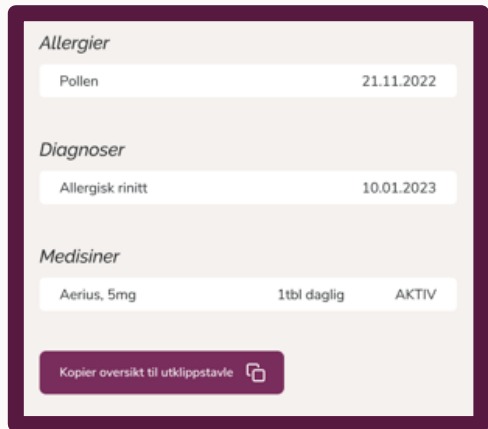 Allergier
Pollen 21.11.2022
Diagnoser
Allergisk rinitt 10.01.2023
Medisiner
Aerius, 5mg 1tbl daglig AKTIV
Kopier oversikt til utklippstavle